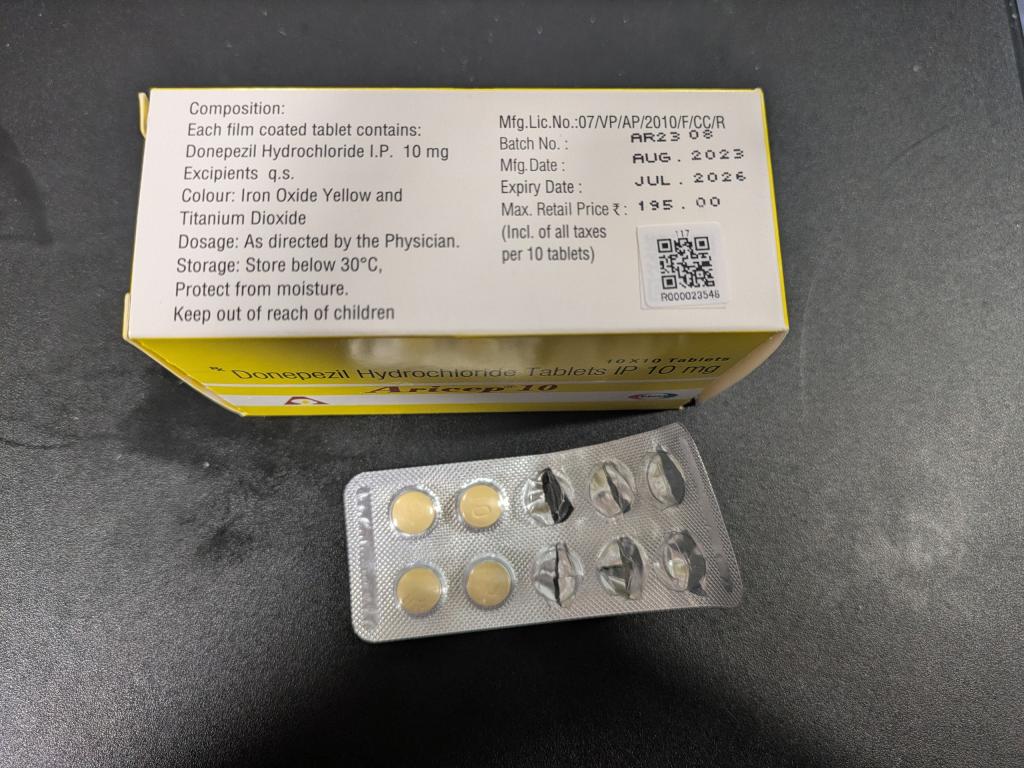 Composition:
Each film coated tablet contains:
Donepezil Hydrochloride I.P. 10 mg
Excipients q.s.
Colour: Iron Oxide Yellow and
Titanium Dioxide
Dosage: As directed by the Physician.
Storage: Store below 30°C,
Protect from moisture.
Keep out of reach of children
Mfg.Lic.No.:07/VP/AP/2010/F/CC/R
Batch No. : AR23 08
Mfg.Date : AUG. 2023
Expiry Date : JUL. 2026
Max. Retail Price ₹ : 195.00
(Incl. of all taxes
per 10 tablets)
117
R000023548
10X10 Tablets
Rx Donepezil Hydrochloride Tablets IP 10 mg
Aricep® 10